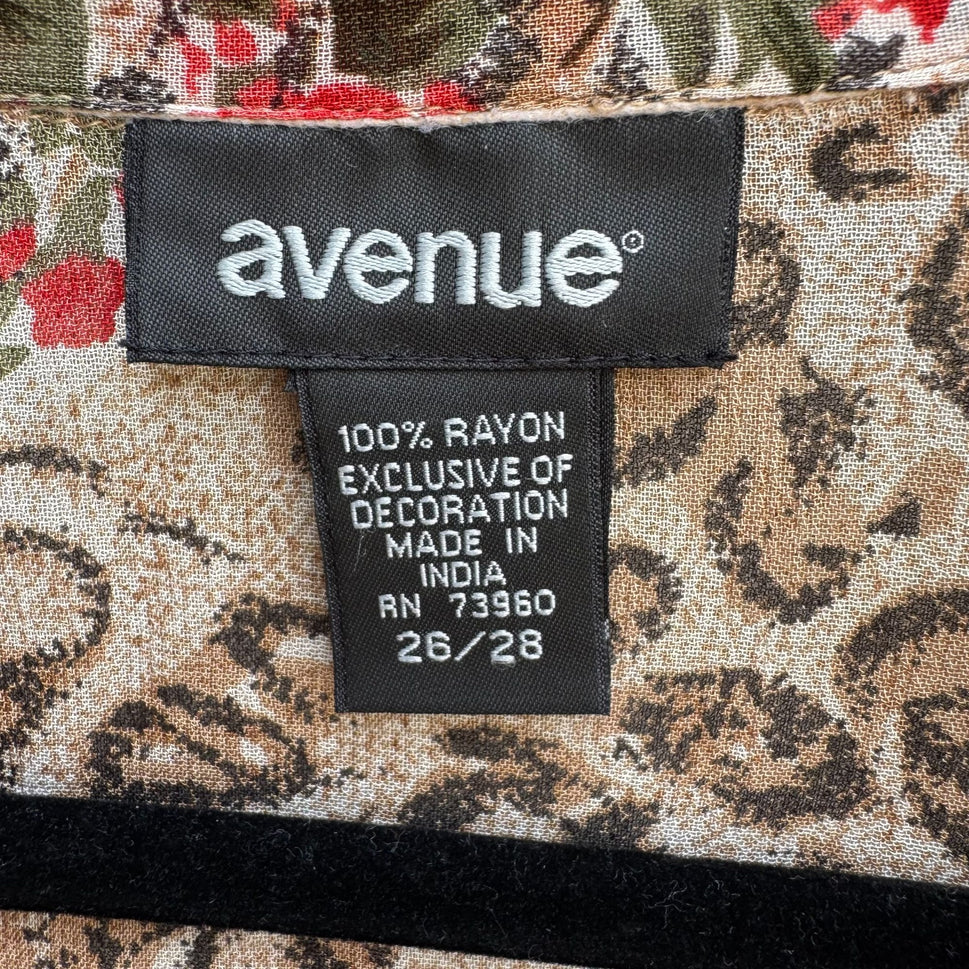 avenue®
100% RAYON
EXCLUSIVE OF
DECORATION
MADE IN
INDIA
RN 73960
26/28